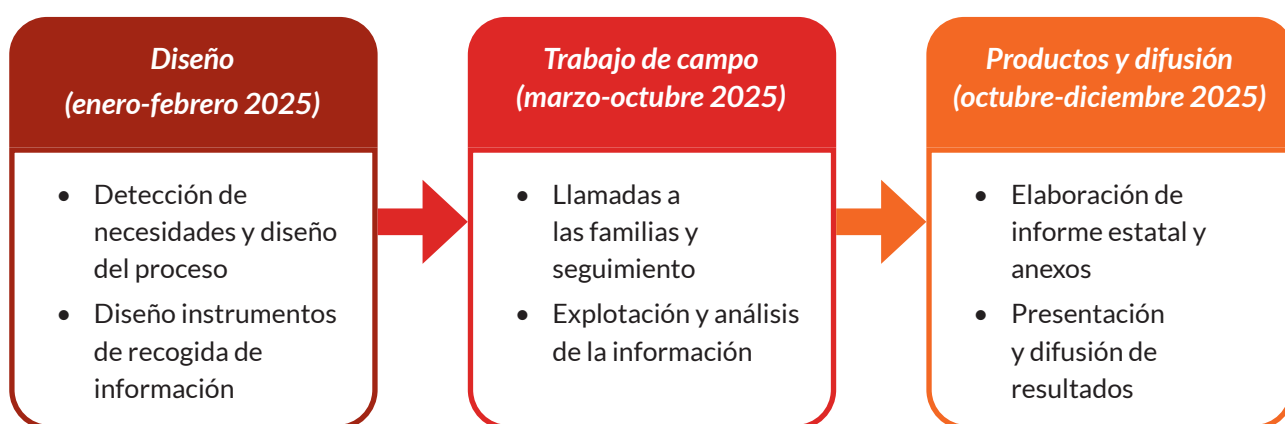 Diseño
(enero-febrero 2025)
• Detección de
necesidades y diseño
del proceso
• Diseño instrumentos
de recogida de
información
Trabajo de campo
(marzo-octubre 2025)
• Llamadas a
las familias y
seguimiento
• Explotación y análisis
de la información
Productos y difusión
(octubre-diciembre 2025)
• Elaboración de
informe estatal y
anexos
• Presentación
y difusión de
resultados